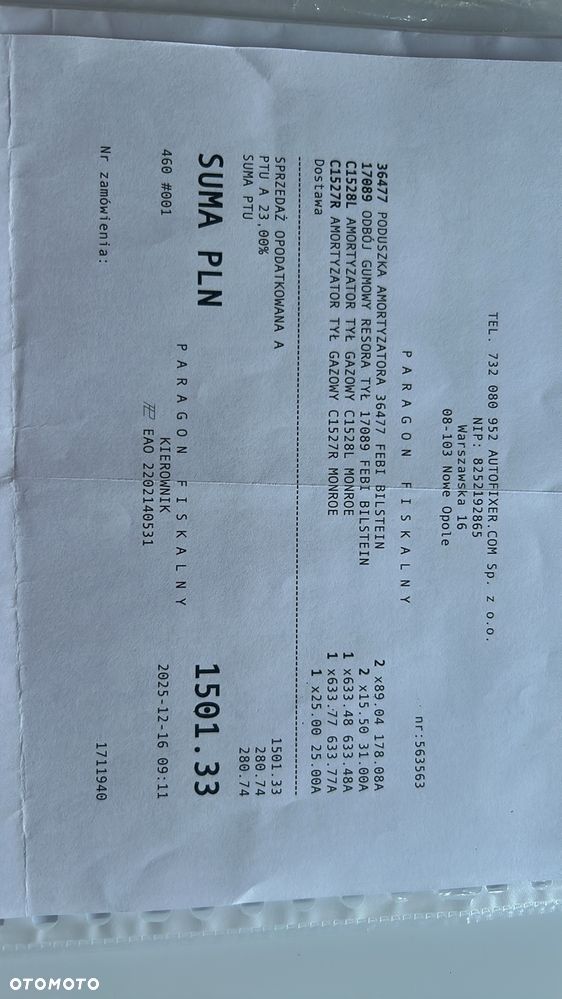 TEL. 732 080 952 AUTOFIXER.COM Sp. z o.o.
NIP: 8252192865
Warszawska 16
08-103 Nowe Opole
nr:563563
PARAGON FISKALNY
36477 PODUSZKA AMORTYZATORA 36477 FEBI BILSTEIN 2 x89.04 178.08A
17089 ODBÓJ GUMOWY RESORA TYŁ 17089 FEBI BILSTEIN 2 x15.50 31.00A
C1528L AMORTYZATOR TYŁ GAZOWY C1528L MONROE 1 x633.48 633.48A
C1527R AMORTYZATOR TYŁ GAZOWY C1527R MONROE 1 x633.77 633.77A
Dostawa 1 x25.00 25.00A
SPRZEDAŻ OPODATKOWANA A 1501.33
PTU A 23,00% 280.74
SUMA PTU 280.74
SUMA PLN 1501.33
PARAGON FISKALNY
460 #001 KIEROWNIK 2025-12-16 09:11
EAO 2202140531
Nr zamówienia: 1711940
OTOMOTO